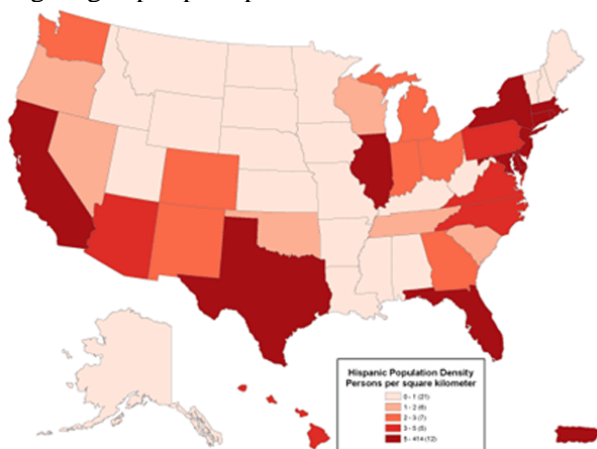 Hispanic Population Density
Persons per square kilometer
0 - 1 (21)
1 - 2 (6)
2 - 3 (7)
3 - 5 (5)
5 - 414 (12)